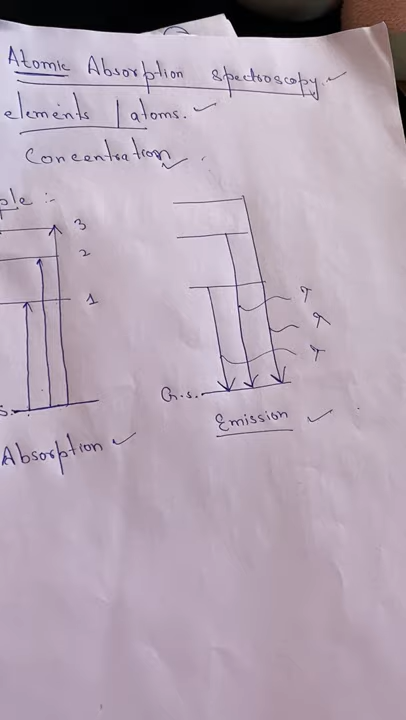 Atomic Absorption spectroscopy.
elements / atoms.
Concentration.
ple :-
3
2
1
G.S.
Absorption
Emission